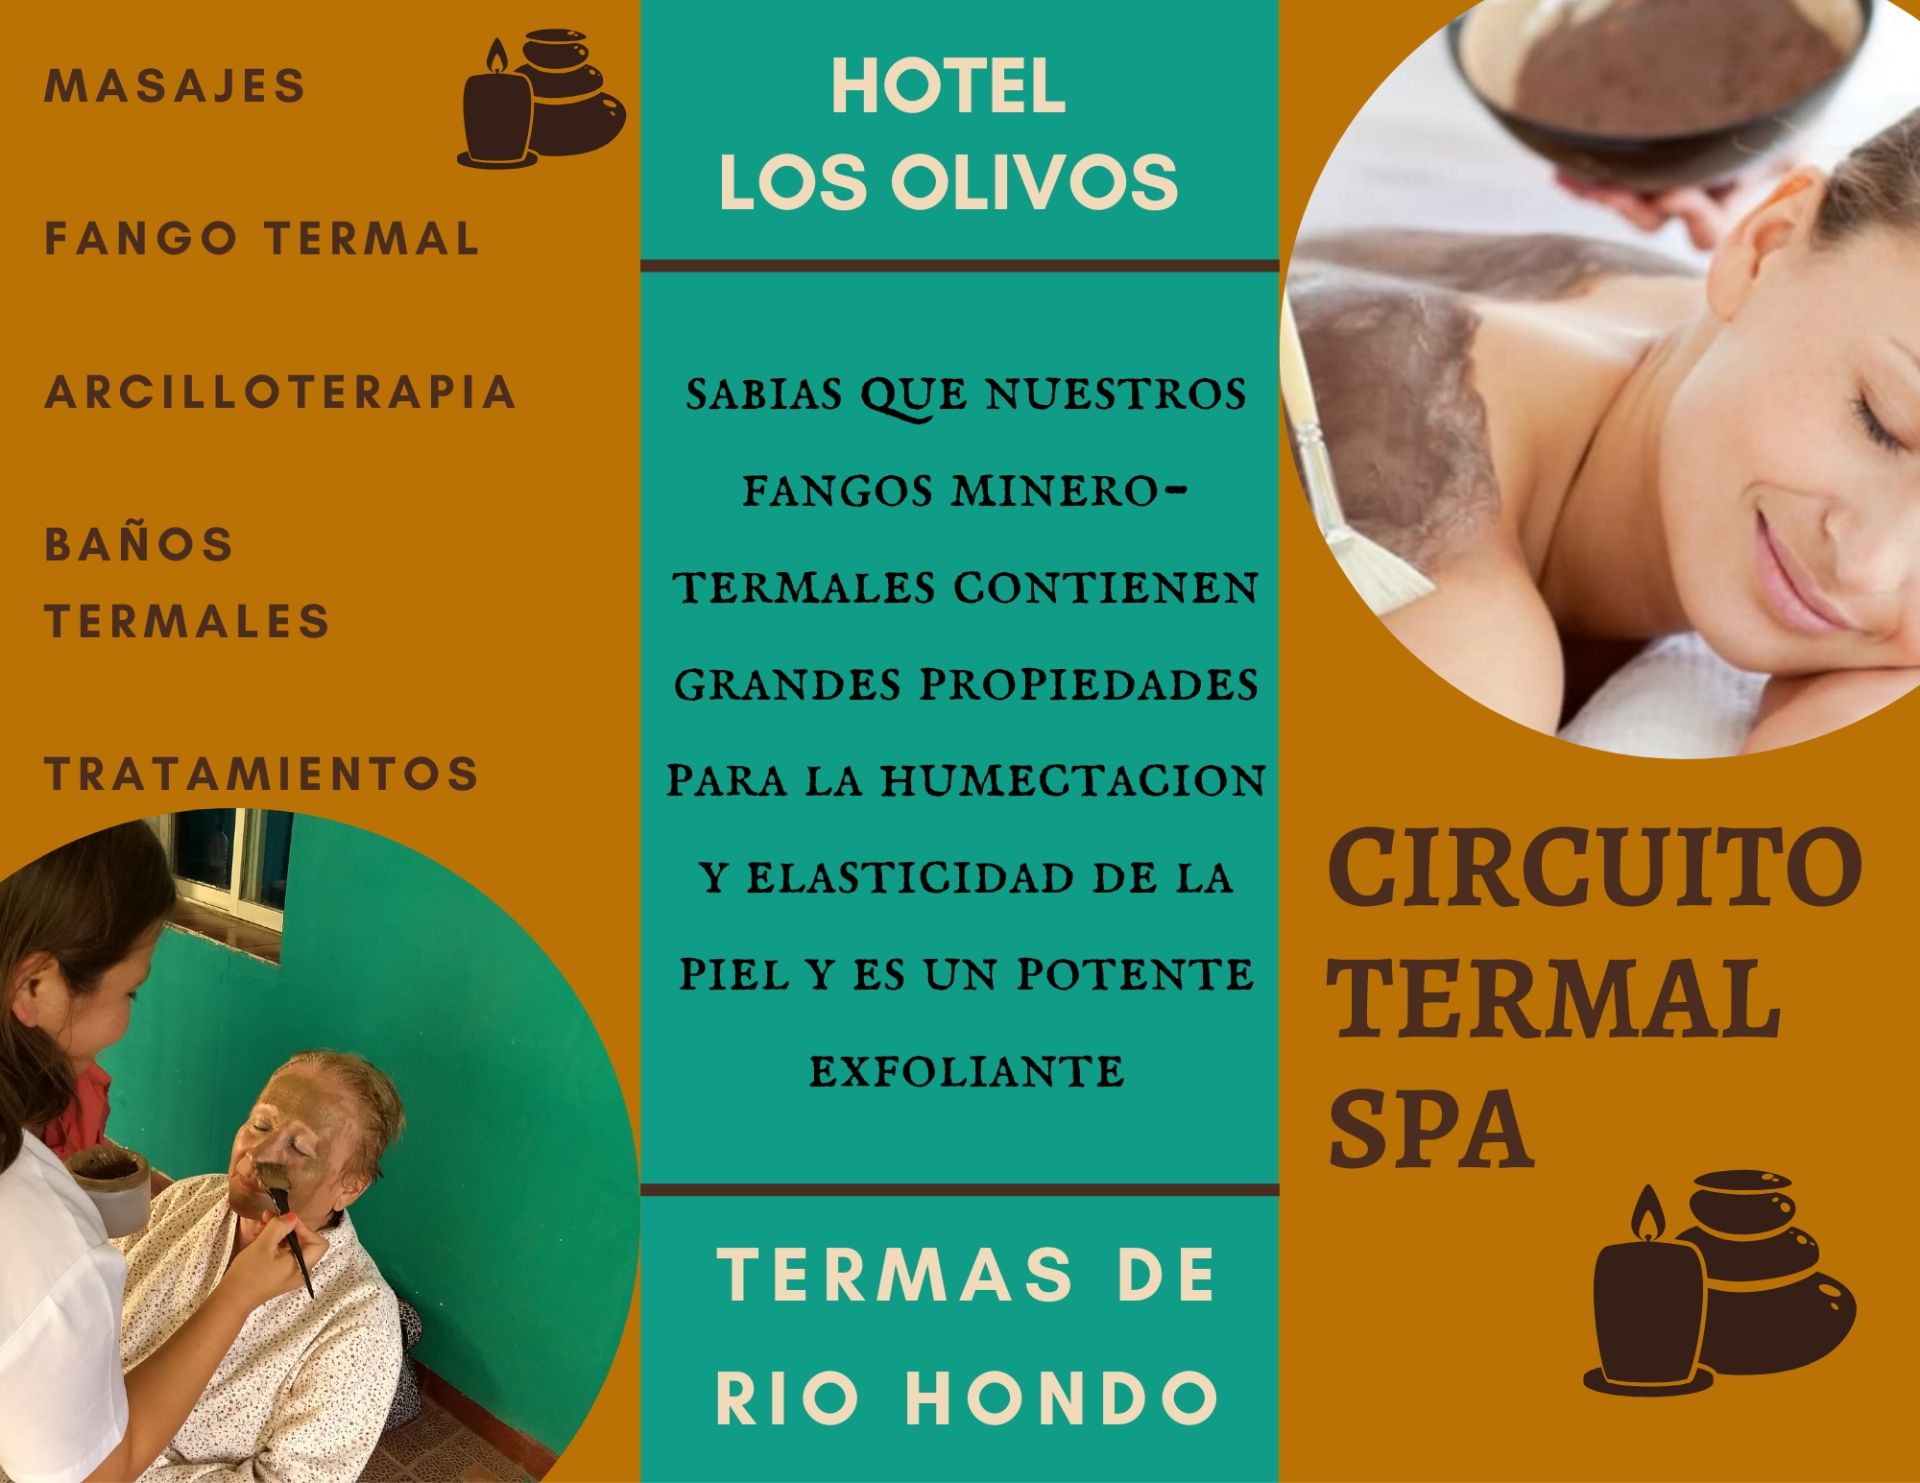 MASAJES
FANGO TERMAL
ARCILLOTERAPIA
BAÑOS
TERMALES
TRATAMIENTOS
HOTEL
LOS OLIVOS
SABIAS QUE NUESTROS
FANGOS MINERO-
TERMALES CONTIENEN
GRANDES PROPIEDADES
PARA LA HUMECTACION
Y ELASTICIDAD DE LA
PIEL Y ES UN POTENTE
EXFOLIANTE
TERMAS DE
RIO HONDO
CIRCUITO
TERMAL
SPA